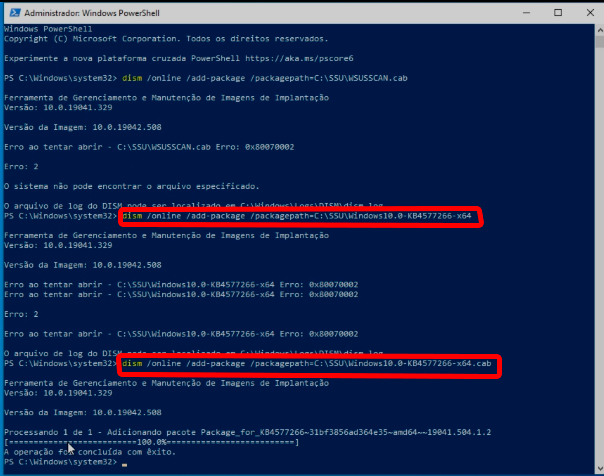 Administrador: Windows PowerShell
Windows PowerShell
Copyright (C) Microsoft Corporation. Todos os direitos reservados.
Experimente a nova plataforma cruzada PowerShell https://aka.ms/pscore6
PS C:\Windows\system32> dism /online /add-package /packagepath=C:\SSU\WSUSSCAN.cab
Ferramenta de Gerenciamento e Manutenção de Imagens de Implantação
Versão: 10.0.19041.329
Versão da Imagem: 10.0.19042.508
Erro ao tentar abrir - C:\SSU\WSUSSCAN.cab Erro: 0x80070002
Erro: 2
O sistema não pode encontrar o arquivo especificado.
O arquivo de log do DISM pode ser localizado em C:\Windows\Logs\DISM\dism.log
PS C:\Windows\system32> dism /online /add-package /packagepath=C:\SSU\Windows10.0-KB4577266-x64
Ferramenta de Gerenciamento e Manutenção de Imagens de Implantação
Versão: 10.0.19041.329
Versão da Imagem: 10.0.19042.508
Erro ao tentar abrir - C:\SSU\Windows10.0-KB4577266-x64 Erro: 0x80070002
Erro ao tentar abrir - C:\SSU\Windows10.0-KB4577266-x64 Erro: 0x80070002
Erro: 2
Erro ao tentar abrir - C:\SSU\Windows10.0-KB4577266-x64 Erro: 0x80070002
O arquivo de log do DISM pode ser localizado em C:\Windows\Logs\DISM\dism.log
PS C:\Windows\system32> dism /online /add-package /packagepath=C:\SSU\Windows10.0-KB4577266-x64.cab
Ferramenta de Gerenciamento e Manutenção de Imagens de Implantação
Versão: 10.0.19041.329
Versão da Imagem: 10.0.19042.508
Processando 1 de 1 - Adicionando pacote Package_for_KB4577266~31bf3856ad364e35~amd64~~19041.504.1.2
[==========================100.0%==========================]
A operação foi concluída com êxito.
PS C:\Windows\system32> _